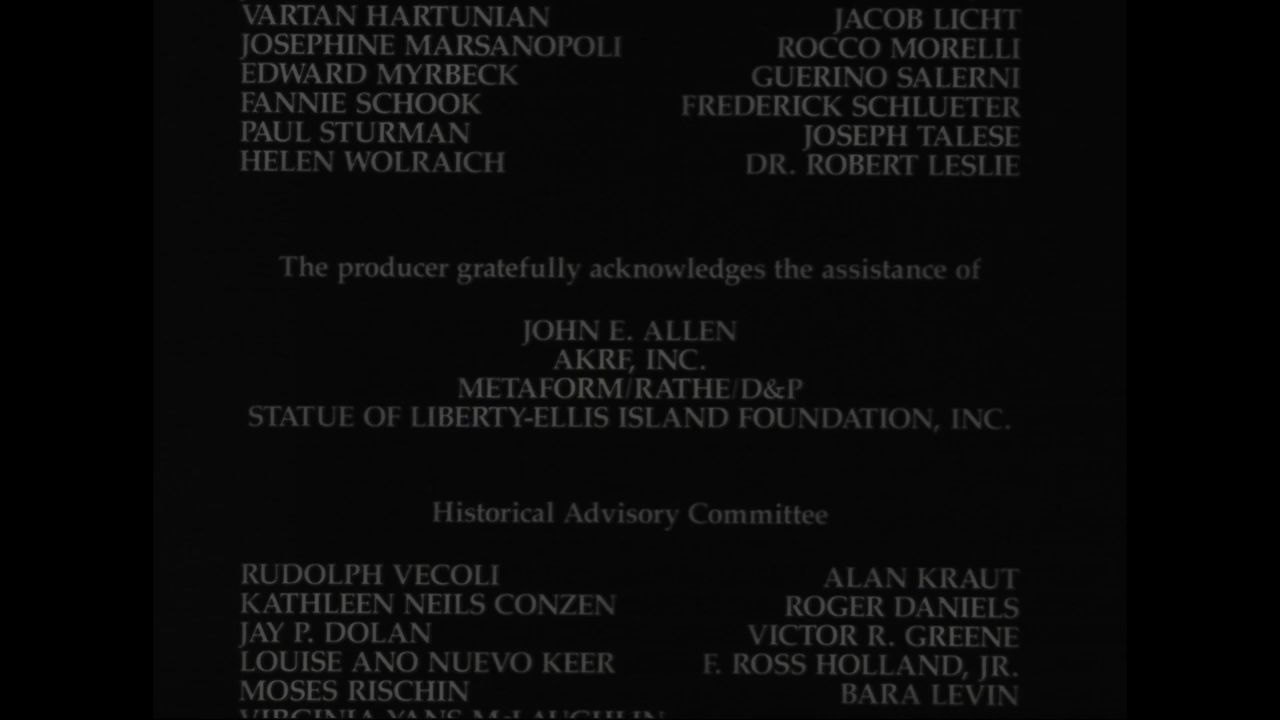 VARTAN HARTUNIAN JACOB LICHT
JOSEPHINE MARSANOPOLI ROCCO MORELLI
EDWARD MYRBECK GUERINO SALERNI
FANNIE SCHOOK FREDERICK SCHLUETER
PAUL STURMAN JOSEPH TALESE
HELEN WOLRAICH DR. ROBERT LESLIE
The producer gratefully acknowledges the assistance of
JOHN E. ALLEN
AKRF, INC.
METAFORM/RATHE/D&P
STATUE OF LIBERTY-ELLIS ISLAND FOUNDATION, INC.
Historical Advisory Committee
RUDOLPH VECOLI ALAN KRAUT
KATHLEEN NEILS CONZEN ROGER DANIELS
JAY P. DOLAN VICTOR R. GREENE
LOUISE ANO NUEVO KEER F. ROSS HOLLAND, JR.
MOSES RISCHIN BARA LEVIN
VIRGINIA YANS McLAUGHLIN